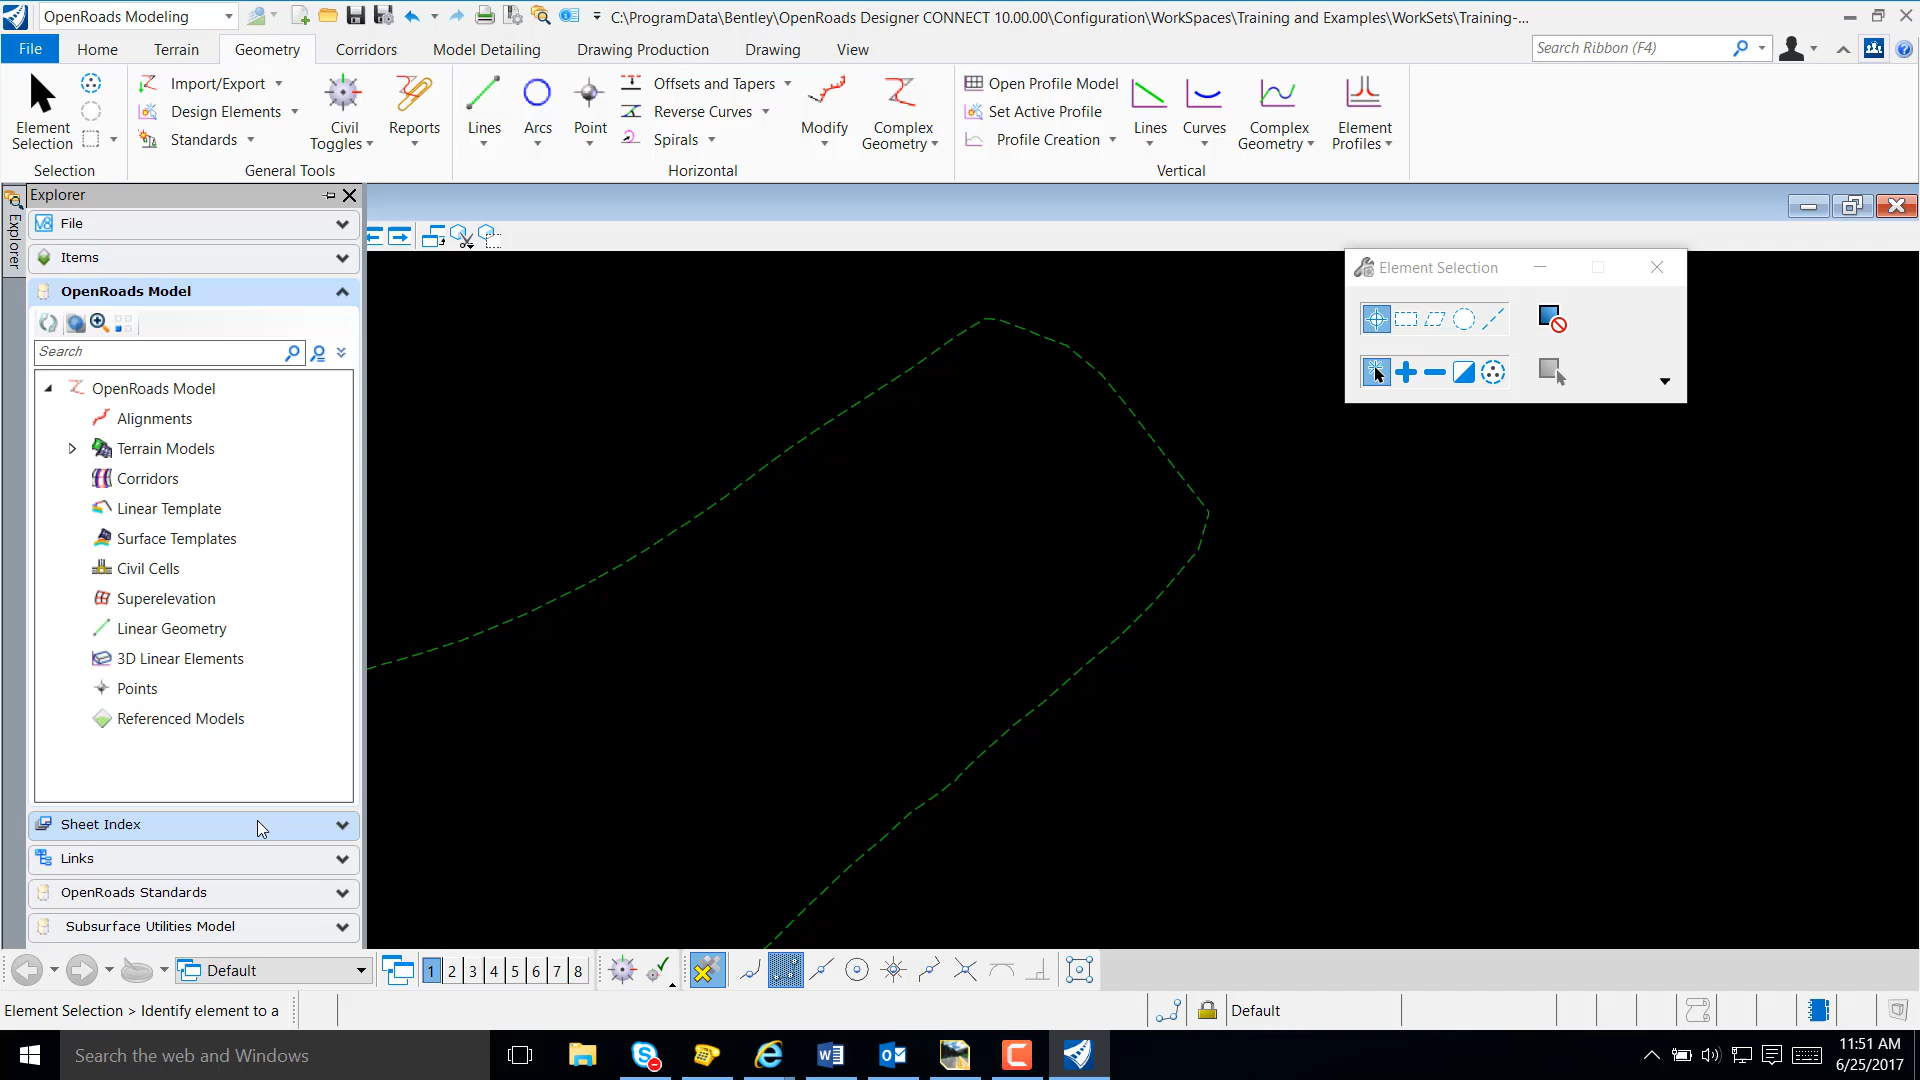 OpenRoads Modeling
C:\ProgramData\Bentley\OpenRoads Designer CONNECT 10.00.00\Configuration\WorkSpaces\Training and Examples\WorkSets\Training-...
File
Home
Terrain
Geometry
Corridors
Model Detailing
Drawing Production
Drawing
View
Search Ribbon (F4)
Element Selection
Selection
Import/Export
Design Elements
Standards
Civil Toggles
Reports
General Tools
Lines
Arcs
Point
Offsets and Tapers
Reverse Curves
Spirals
Modify
Complex Geometry
Horizontal
Open Profile Model
Set Active Profile
Profile Creation
Lines
Curves
Complex Geometry
Element Profiles
Vertical
Explorer
Explorer
File
Items
OpenRoads Model
Search
OpenRoads Model
Alignments
Terrain Models
Corridors
Linear Template
Surface Templates
Civil Cells
Superelevation
Linear Geometry
3D Linear Elements
Points
Referenced Models
Sheet Index
Links
OpenRoads Standards
Subsurface Utilities Model
Element Selection
Default
1 2 3 4 5 6 7 8
Element Selection > Identify element to a
Default
Search the web and Windows
11:51 AM
6/25/2017